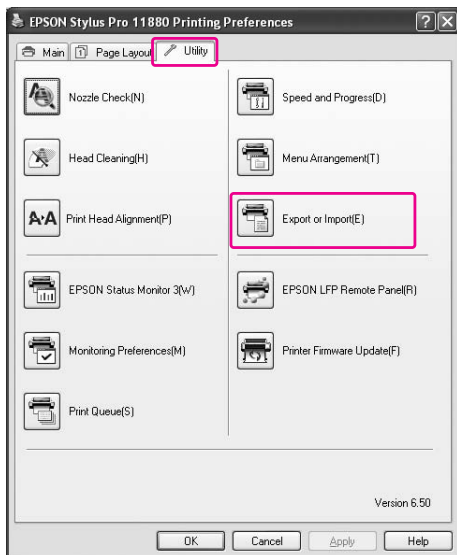 EPSON Stylus Pro 11880 Printing Preferences
Main
Page Layout
Utility
Nozzle Check(N)
Speed and Progress(D)
Head Cleaning(H)
Menu Arrangement(T)
Print Head Alignment(P)
Export or Import(E)
EPSON Status Monitor 3(W)
EPSON LFP Remote Panel(R)
Monitoring Preferences(M)
Printer Firmware Update(F)
Print Queue(S)
Version 6.50
OK
Cancel
Apply
Help